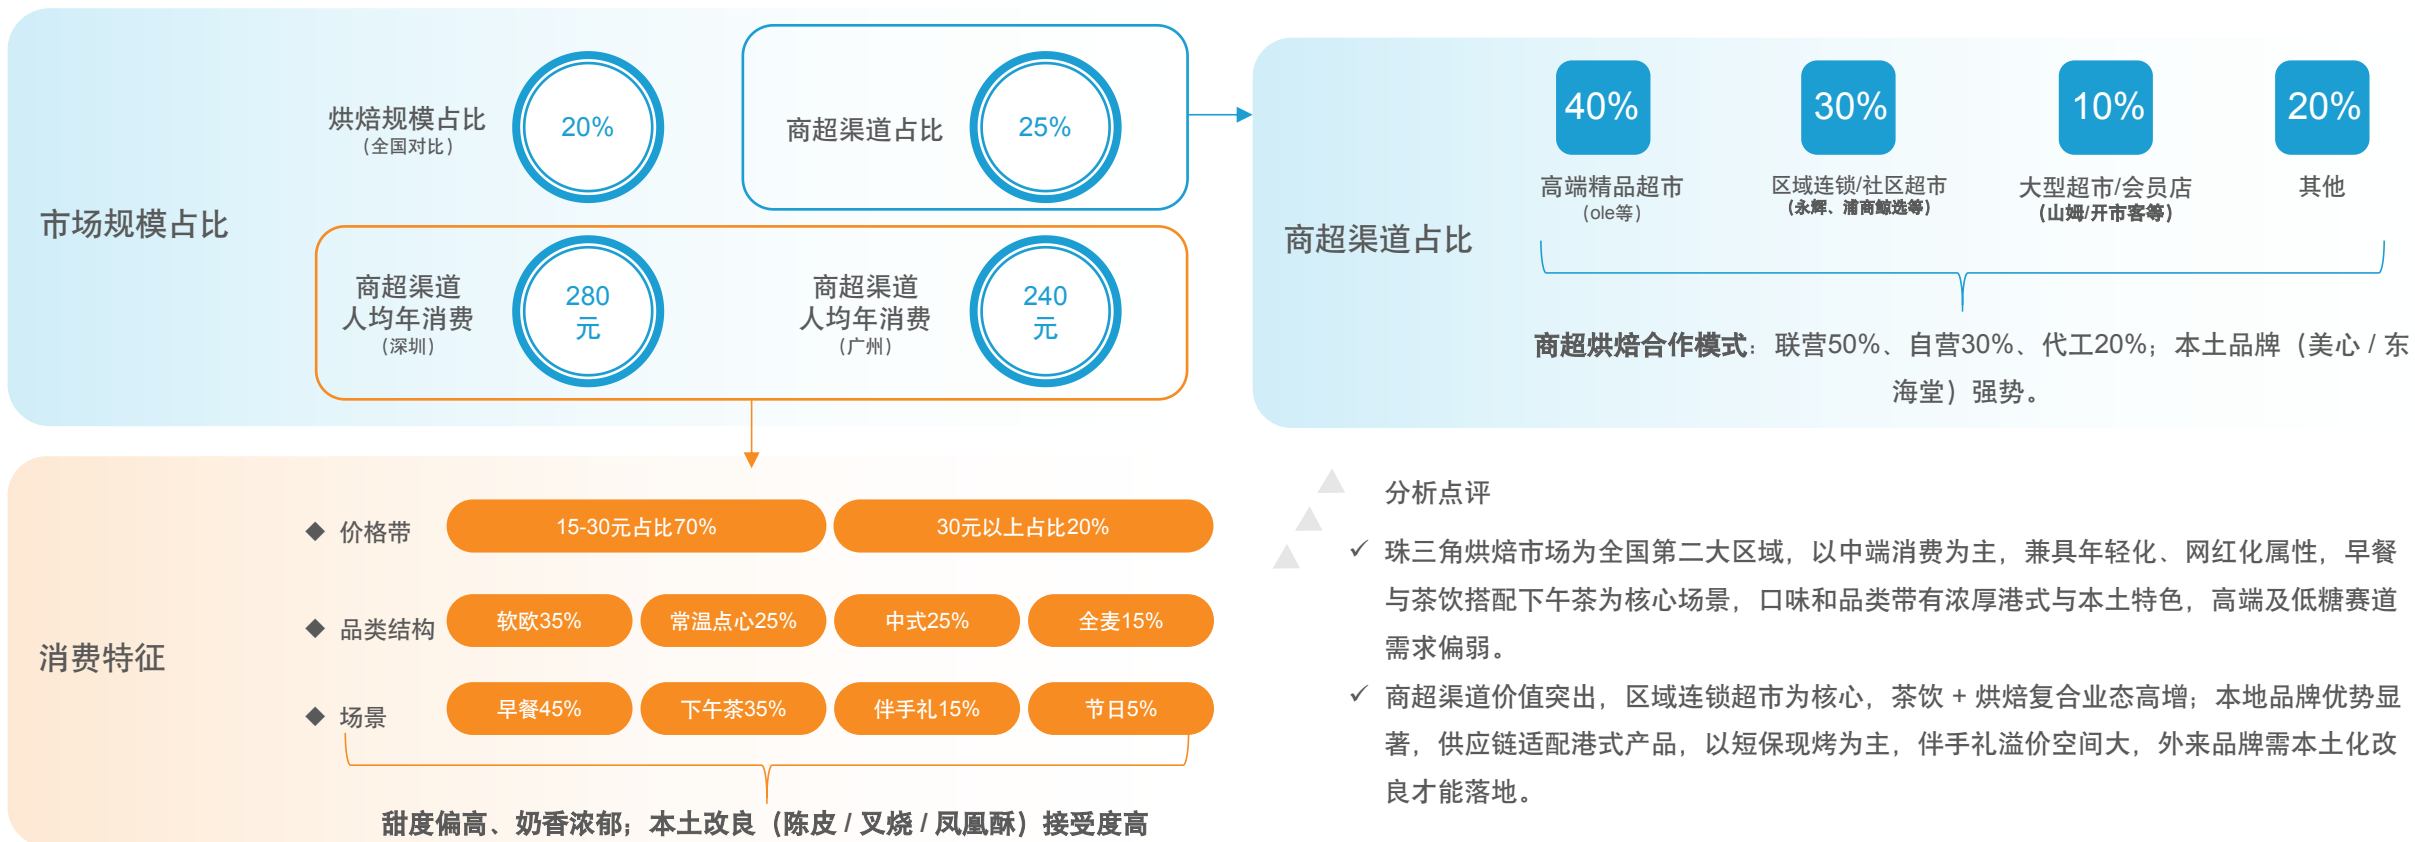 市场规模占比
烘焙规模占比
(全国对比)
20%
商超渠道占比
25%
商超渠道
人均年消费
(深圳)
280
元
商超渠道
人均年消费
(广州)
240
元
商超渠道占比
40%
高端精品超市
(ole等)
30%
区域连锁/社区超市
(永辉、浦商鲸选等)
10%
大型超市/会员店
(山姆/开市客等)
20%
其他
商超烘焙合作模式：联营50%、自营30%、代工20%；本土品牌（美心 / 东
海堂）强势。
消费特征
◆ 价格带
15-30元占比70%
30元以上占比20%
◆ 品类结构
软欧35%
常温点心25%
中式25%
全麦15%
◆ 场景
早餐45%
下午茶35%
伴手礼15%
节日5%
甜度偏高、奶香浓郁；本土改良（陈皮 / 叉烧 / 凤凰酥）接受度高
分析点评
✓ 珠三角烘焙市场为全国第二大区域，以中端消费为主，兼具年轻化、网红化属性，早餐
与茶饮搭配下午茶为核心场景，口味和品类带有浓厚港式与本土特色，高端及低糖赛道
需求偏弱。
✓ 商超渠道价值突出，区域连锁超市为核心，茶饮 + 烘焙复合业态高增；本地品牌优势显
著，供应链适配港式产品，以短保现烤为主，伴手礼溢价空间大，外来品牌需本土化改
良才能落地。